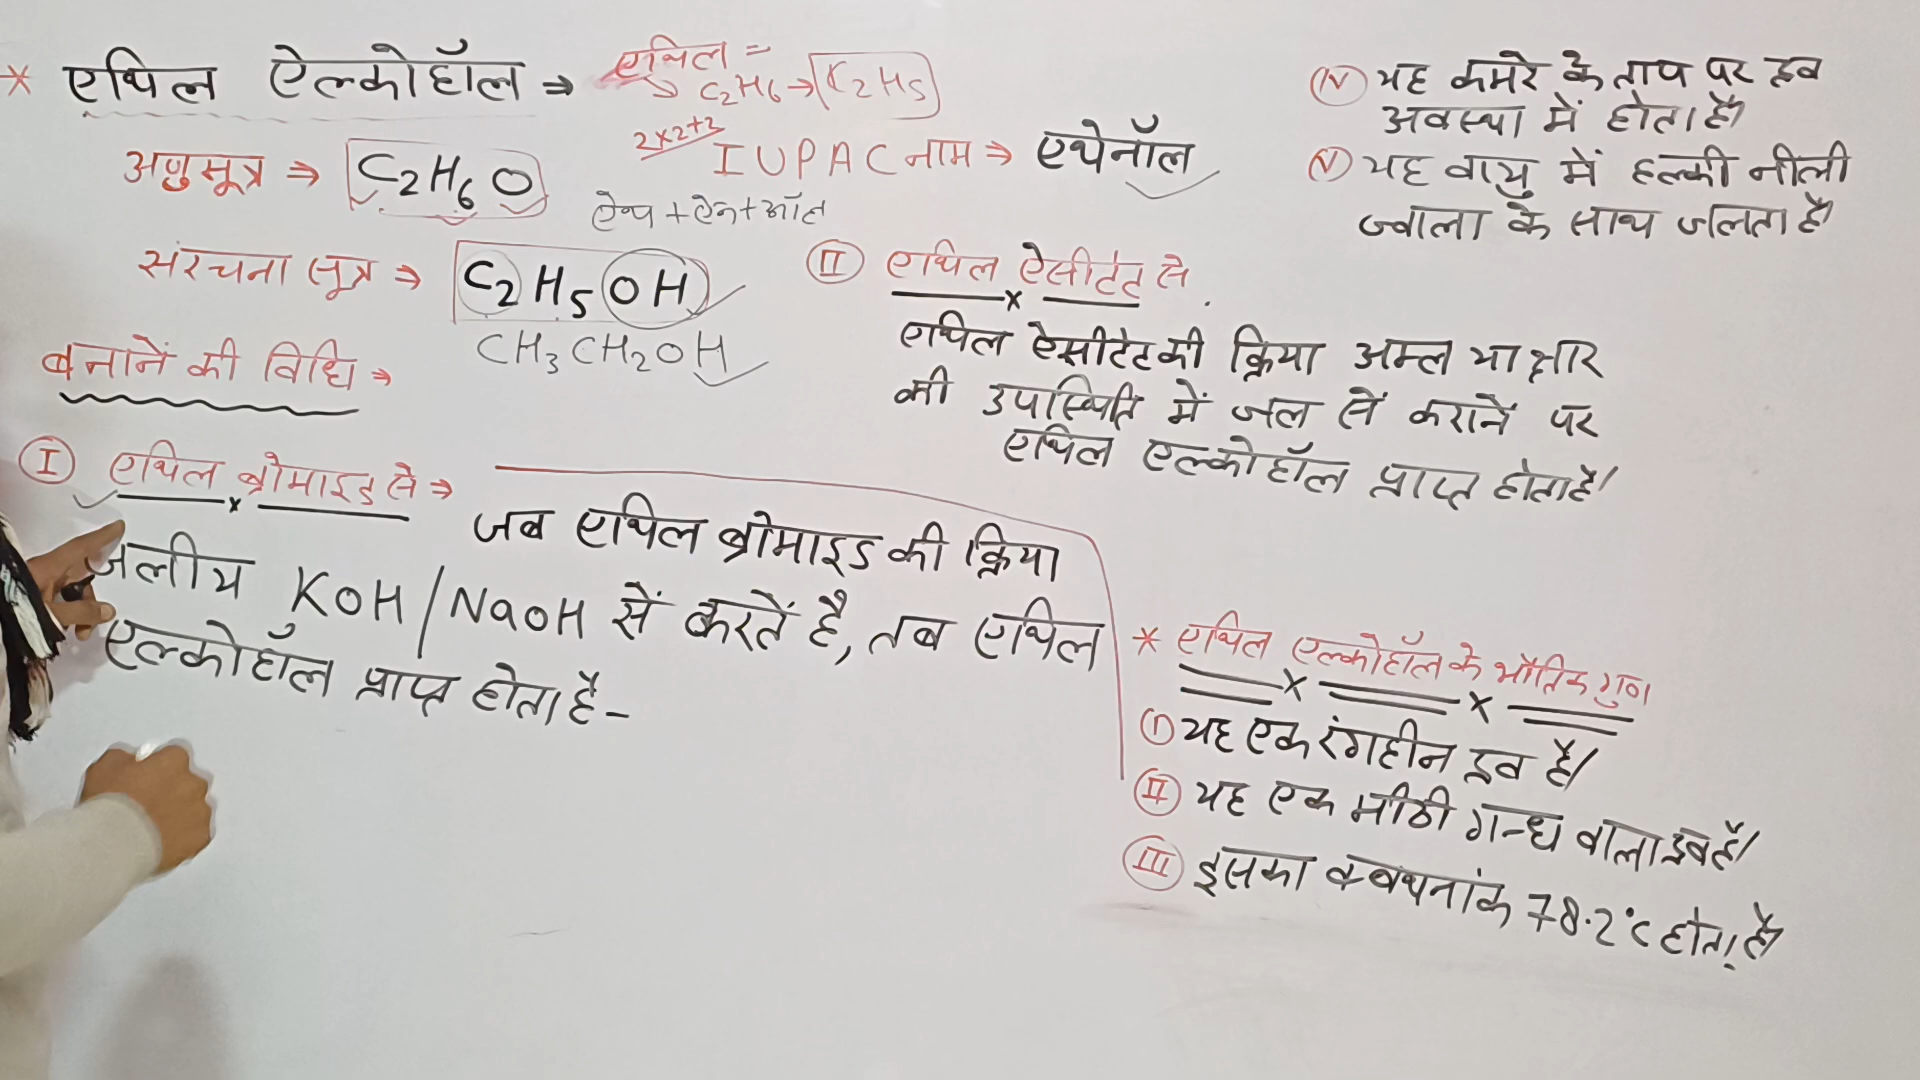 * एथिल ऐल्कोहॉल ⇒
एथिल =
↘ C2H6 → C2H5
2x2+2
अणुसूत्र ⇒ C2H6O
IUPAC नाम ⇒ एथेनॉल
ऐथ + ऐन + ऑल
संरचना सूत्र ⇒ C2H5OH
CH3CH2OH
बनानें की विधि ⇒
I एथिल ब्रोमाइड से ⇒
जब एथिल ब्रोमाइड की क्रिया
जलीय KOH/NaOH सें करतें है, तब एथिल
एल्कोहॉल प्राप्त होता है -
II एथिल ऐसीटेट से
एथिल ऐसीटेट की क्रिया अम्ल या क्षार
की उपस्थिति में जल सें करानें पर
एथिल एल्कोहॉल प्राप्त होता है।
* एथिल एल्कोहॉल के भौतिक गुण
I यह एक रंगहीन द्रव है।
II यह एक मीठी गन्ध वाला द्रव है।
III इसका क्वथनांक 78.2°C होता है।
IV यह कमरे के ताप पर द्रव
अवस्था में होता है।
V यह वायु में हल्की नीली
ज्वाला के साथ जलता है।